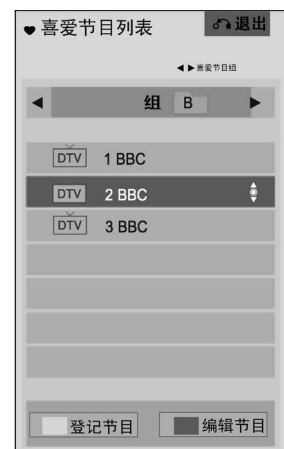 ♥ 喜爱节目列表 退出
◀ ▶ 喜爱节目组
◀ 组 B ▶
DTV 1 BBC
DTV 2 BBC
DTV 3 BBC
登记节目 编辑节目